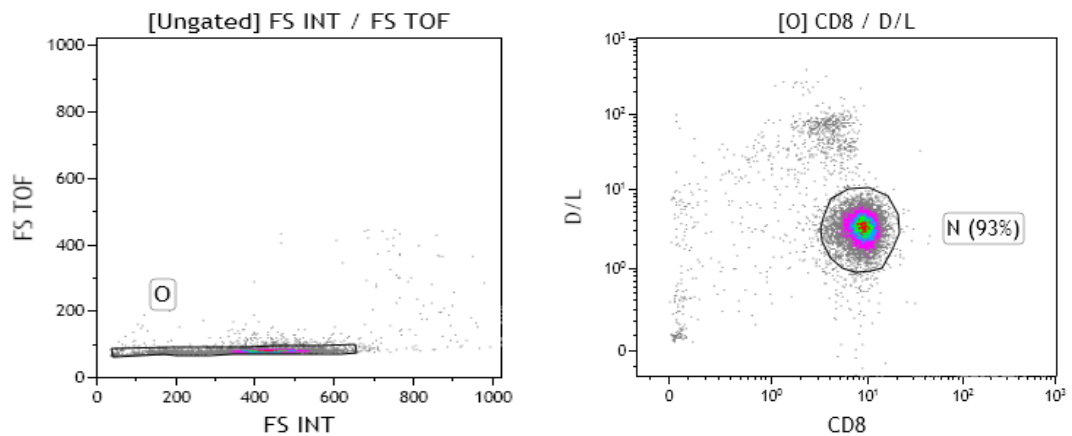 [Ungated] FS INT / FS TOF
1000
800
600
400
200
0
FS TOF
O
0 200 400 600 800 1000
FS INT
[O] CD8 / D/L
10³
10²
10¹
10⁰
0
D/L
N (93%)
0 10⁰ 10¹ 10² 10³
CD8